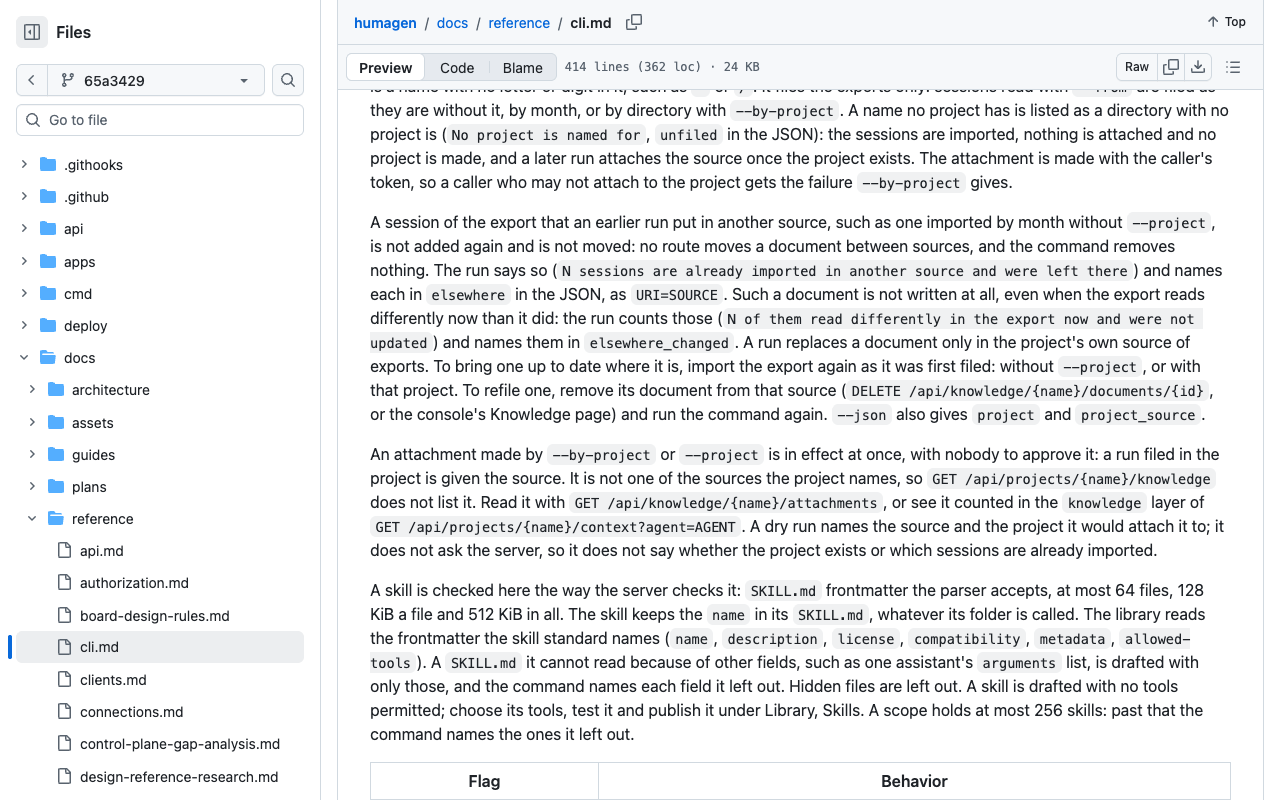 Files
humagen / docs / reference / cli.md
Top
65a3429
Go to file
Preview
Code
Blame
414 lines (362 loc) · 24 KB
Raw
.githooks
.github
api
apps
cmd
deploy
docs
architecture
assets
guides
plans
reference
api.md
authorization.md
board-design-rules.md
cli.md
clients.md
connections.md
control-plane-gap-analysis.md
design-reference-research.md
they are without it, by month, or by directory with --by-project . A name no project has is listed as a directory with no
project is ( No project is named for , unfiled in the JSON): the sessions are imported, nothing is attached and no
project is made, and a later run attaches the source once the project exists. The attachment is made with the caller's
token, so a caller who may not attach to the project gets the failure --by-project gives.
A session of the export that an earlier run put in another source, such as one imported by month without --project ,
is not added again and is not moved: no route moves a document between sources, and the command removes
nothing. The run says so ( N sessions are already imported in another source and were left there ) and names
each in elsewhere in the JSON, as URI=SOURCE . Such a document is not written at all, even when the export reads
differently now than it did: the run counts those ( N of them read differently in the export now and were not
updated ) and names them in elsewhere_changed . A run replaces a document only in the project's own source of
exports. To bring one up to date where it is, import the export again as it was first filed: without --project , or with
that project. To refile one, remove its document from that source ( DELETE /api/knowledge/{name}/documents/{id} ,
or the console's Knowledge page) and run the command again. --json also gives project and project_source .
An attachment made by --by-project or --project is in effect at once, with nobody to approve it: a run filed in the
project is given the source. It is not one of the sources the project names, so GET /api/projects/{name}/knowledge
does not list it. Read it with GET /api/knowledge/{name}/attachments , or see it counted in the knowledge layer of
GET /api/projects/{name}/context?agent=AGENT . A dry run names the source and the project it would attach it to; it
does not ask the server, so it does not say whether the project exists or which sessions are already imported.
A skill is checked here the way the server checks it: SKILL.md frontmatter the parser accepts, at most 64 files, 128
KiB a file and 512 KiB in all. The skill keeps the name in its SKILL.md , whatever its folder is called. The library reads
the frontmatter the skill standard names ( name , description , license , compatibility , metadata , allowed-
tools ). A SKILL.md it cannot read because of other fields, such as one assistant's arguments list, is drafted with
only those, and the command names each field it left out. Hidden files are left out. A skill is drafted with no tools
permitted; choose its tools, test it and publish it under Library, Skills. A scope holds at most 256 skills: past that the
command names the ones it left out.
Flag
Behavior